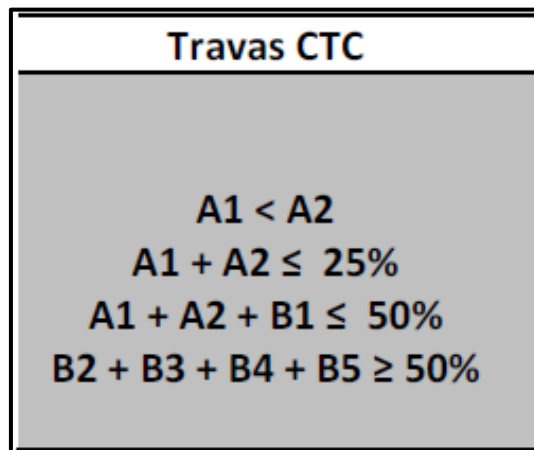 Travas CTC
A1 < A2
A1 + A2 ≤ 25%
A1 + A2 + B1 ≤ 50%
B2 + B3 + B4 + B5 ≥ 50%